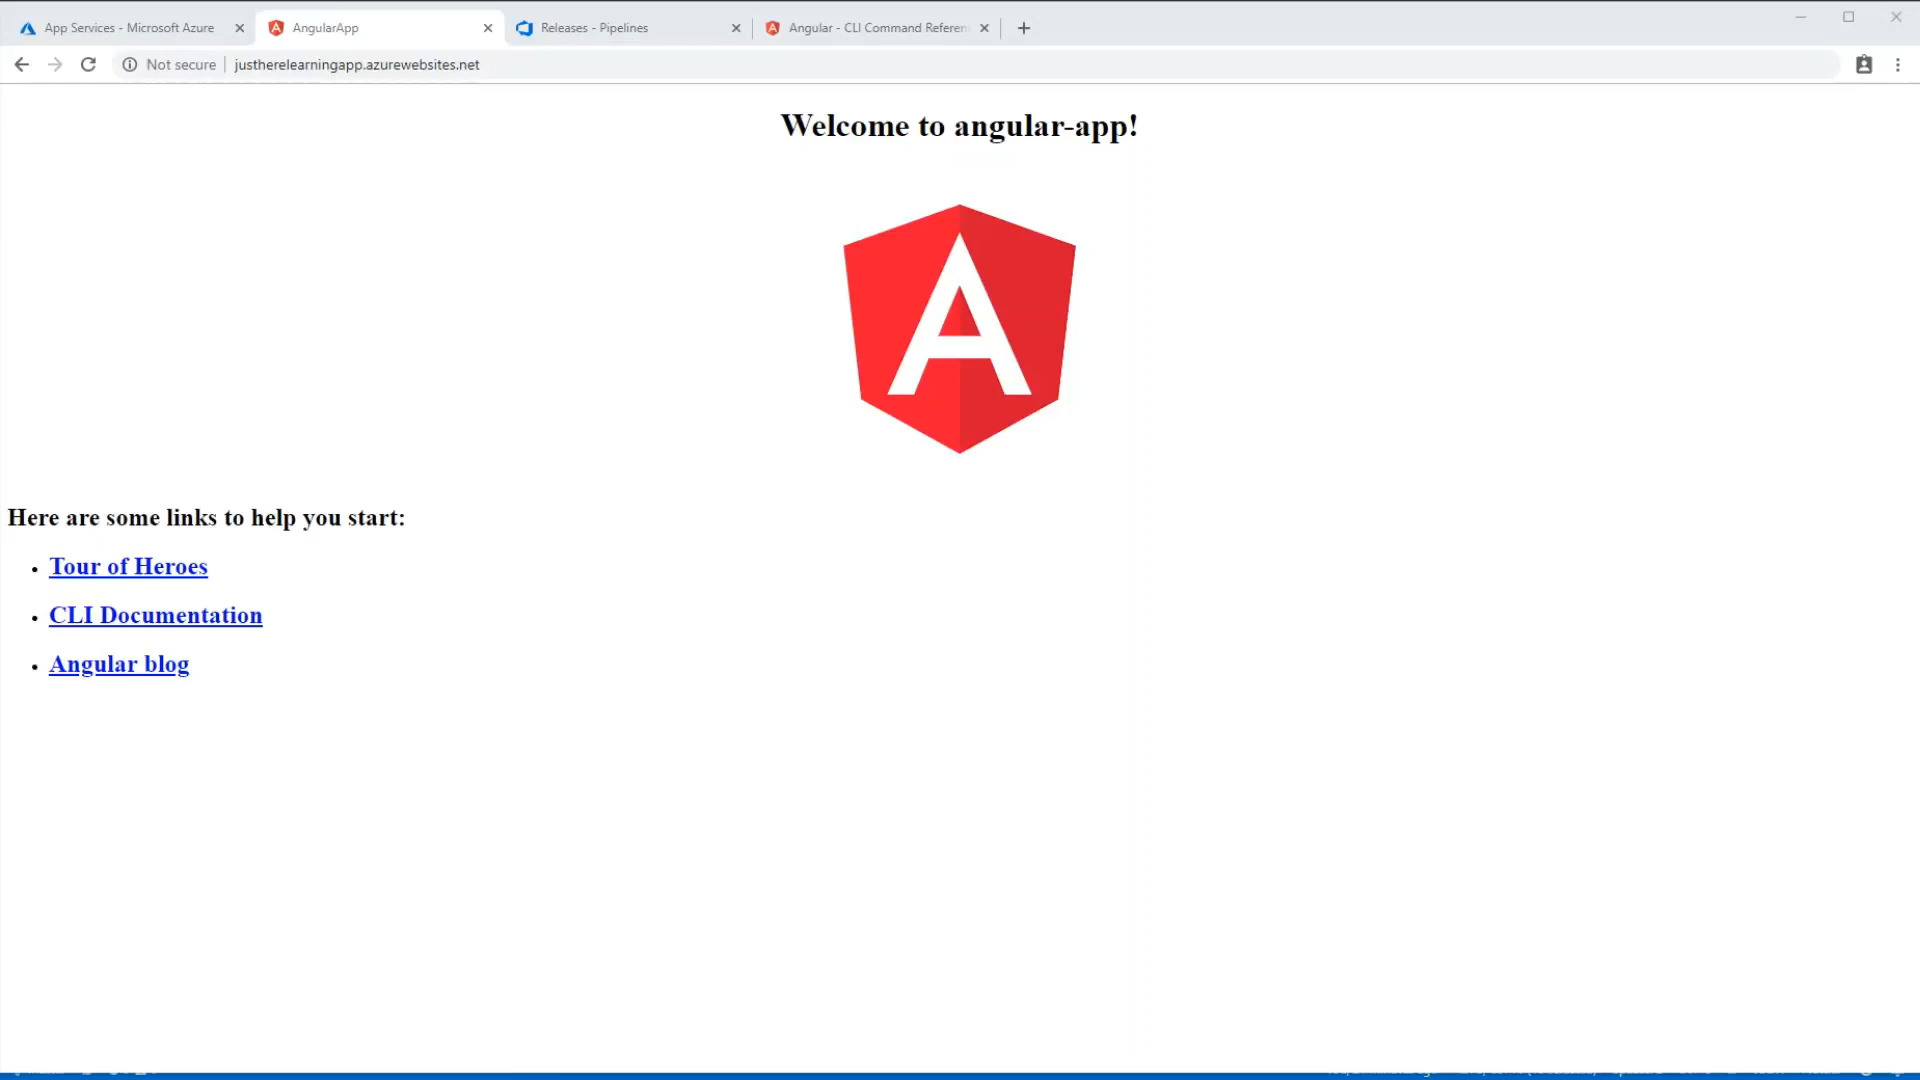 App Services - Microsoft Azure
AngularApp
Releases - Pipelines
Angular - CLI Command Referen
Not secure
justherelearningapp.azurewebsites.net
Welcome to angular-app!
A
Here are some links to help you start:
Tour of Heroes
CLI Documentation
Angular blog